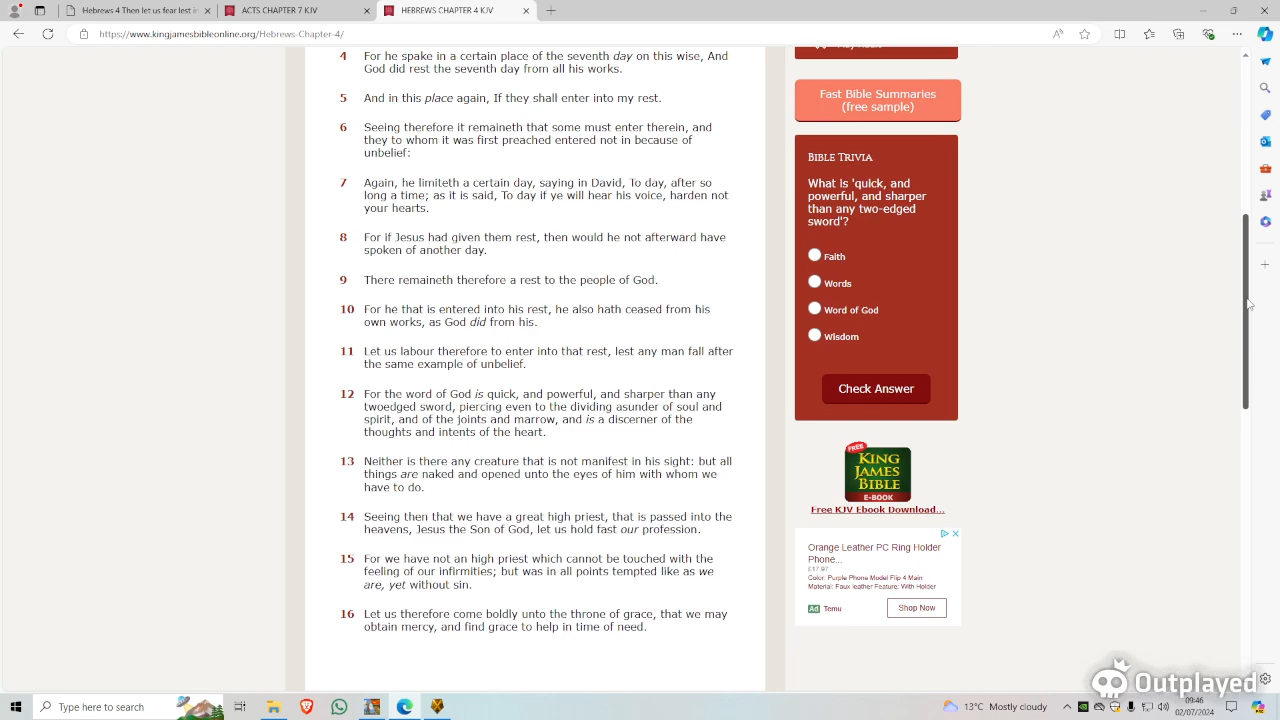 Hebrews 4 Then let us fear lest
ACTS CHAPTER 7 KJV
HEBREWS CHAPTER 4 KJV
https://www.kingjamesbibleonline.org/Hebrews-Chapter-4/
4 For he spake in a certain place of the seventh day on this wise, And
God did rest the seventh day from all his works.
5 And in this place again, If they shall enter into my rest.
6 Seeing therefore it remaineth that some must enter therein, and
they to whom it was first preached entered not in because of
unbelief:
7 Again, he limiteth a certain day, saying in David, To day, after so
long a time; as it is said, To day if ye will hear his voice, harden not
your hearts.
8 For if Jesus had given them rest, then would he not afterward have
spoken of another day.
9 There remaineth therefore a rest to the people of God.
10 For he that is entered into his rest, he also hath ceased from his
own works, as God did from his.
11 Let us labour therefore to enter into that rest, lest any man fall after
the same example of unbelief.
12 For the word of God is quick, and powerful, and sharper than any
twoedged sword, piercing even to the dividing asunder of soul and
spirit, and of the joints and marrow, and is a discerner of the
thoughts and intents of the heart.
13 Neither is there any creature that is not manifest in his sight: but all
things are naked and opened unto the eyes of him with whom we
have to do.
14 Seeing then that we have a great high priest, that is passed into the
heavens, Jesus the Son of God, let us hold fast our profession.
15 For we have not an high priest which cannot be touched with the
feeling of our infirmities; but was in all points tempted like as we
are, yet without sin.
16 Let us therefore come boldly unto the throne of grace, that we may
obtain mercy, and find grace to help in time of need.
Fast Bible Summaries
(free sample)
BIBLE TRIVIA
What is 'quick, and
powerful, and sharper
than any two-edged
sword'?
Faith
Words
Word of God
Wisdom
Check Answer
FREE
KING
JAMES
BIBLE
E-BOOK
Free KJV Ebook Download...
Orange Leather PC Ring Holder
Phone...
£17.97
Color: Purple Phone Model Flip 4 Main
Material: Faux leather Feature: With Holder
Ad Temu
Shop Now
Outplayed
Type here to search
13°C Mostly cloudy
09:46
02/07/2024